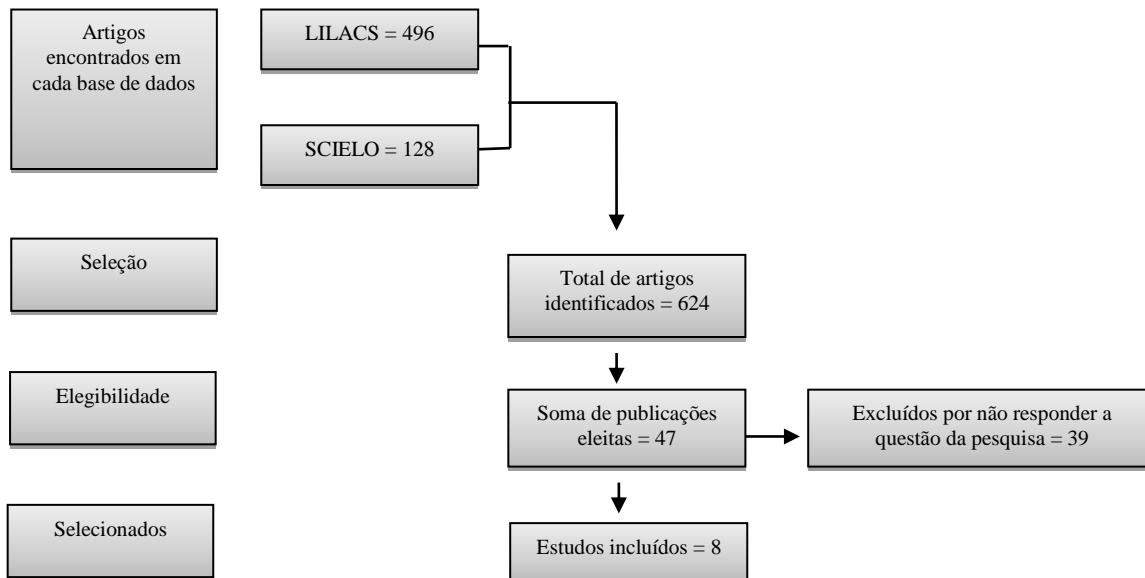 Artigos
encontrados em
cada base de dados
LILACS = 496
SCIELO = 128
Seleção
Total de artigos
identificados = 624
Elegibilidade
Soma de publicações
eleitas = 47
Excluídos por não responder a
questão da pesquisa = 39
Selecionados
Estudos incluídos = 8